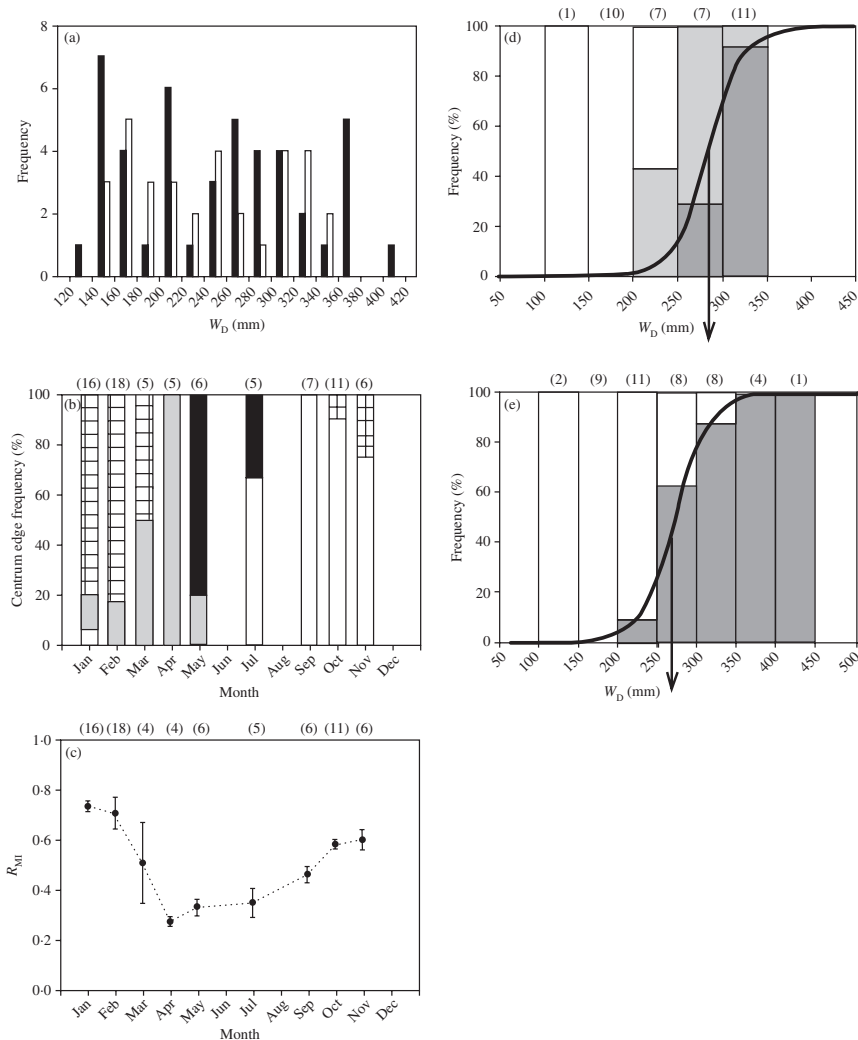 (a)
8
6
4
2
0
Frequency
120 140 160 180 200 220 240 260 280 300 320 340 360 380 400 420
W_D (mm)
(16) (18) (5) (5) (6) (5) (7) (11) (6)
(b)
100
80
60
40
20
0
Centrum edge frequency (%)
Jan Feb Mar Apr May Jun Jul Aug Sep Oct Nov Dec
Month
(16) (18) (4) (4) (6) (5) (6) (11) (6)
(c)
1·0
0·8
0·6
0·4
0·2
0·0
R_MI
Jan Feb Mar Apr May Jun Jul Aug Sep Oct Nov Dec
Month
(1) (10) (7) (7) (11)
(d)
100
80
60
40
20
0
Frequency (%)
50 100 150 200 250 300 350 400 450
W_D (mm)
(2) (9) (11) (8) (8) (4) (1)
(e)
100
80
60
40
20
0
Frequency (%)
50 100 150 200 250 300 350 400 450 500
W_D (mm)